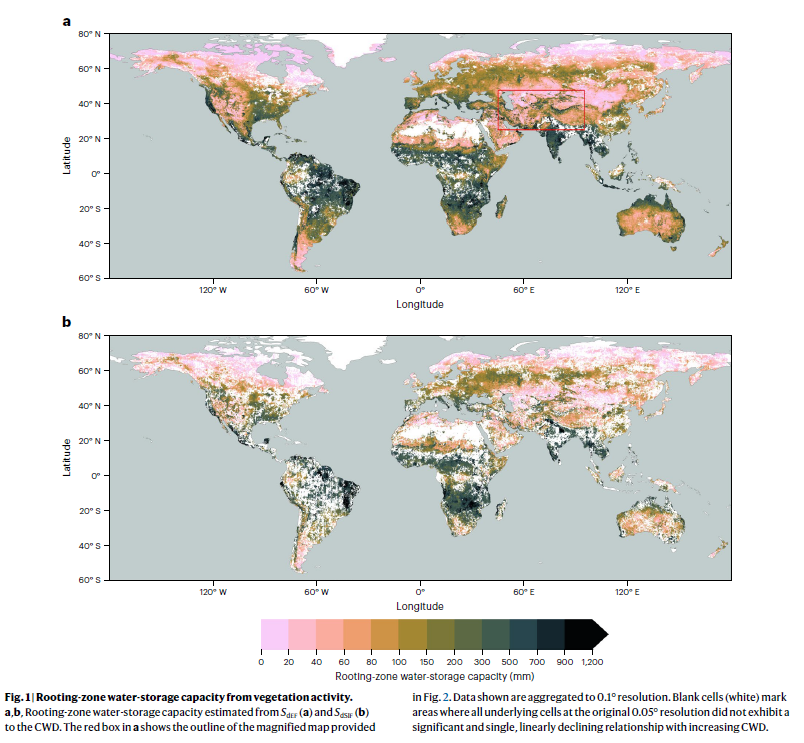 a
80° N
60° N
40° N
20° N
0°
20° S
40° S
60° S
Latitude
120° W 60° W 0° 60° E 120° E
Longitude
b
80° N
60° N
40° N
20° N
0°
20° S
40° S
60° S
Latitude
120° W 60° W 0° 60° E 120° E
Longitude
0 20 40 60 80 100 150 200 300 500 700 900 1,200
Rooting-zone water-storage capacity (mm)
Fig. 1 | Rooting-zone water-storage capacity from vegetation activity.
a,b, Rooting-zone water-storage capacity estimated from SdEF (a) and SdSIF (b)
to the CWD. The red box in a shows the outline of the magnified map provided
in Fig. 2. Data shown are aggregated to 0.1° resolution. Blank cells (white) mark
areas where all underlying cells at the original 0.05° resolution did not exhibit a
significant and single, linearly declining relationship with increasing CWD.